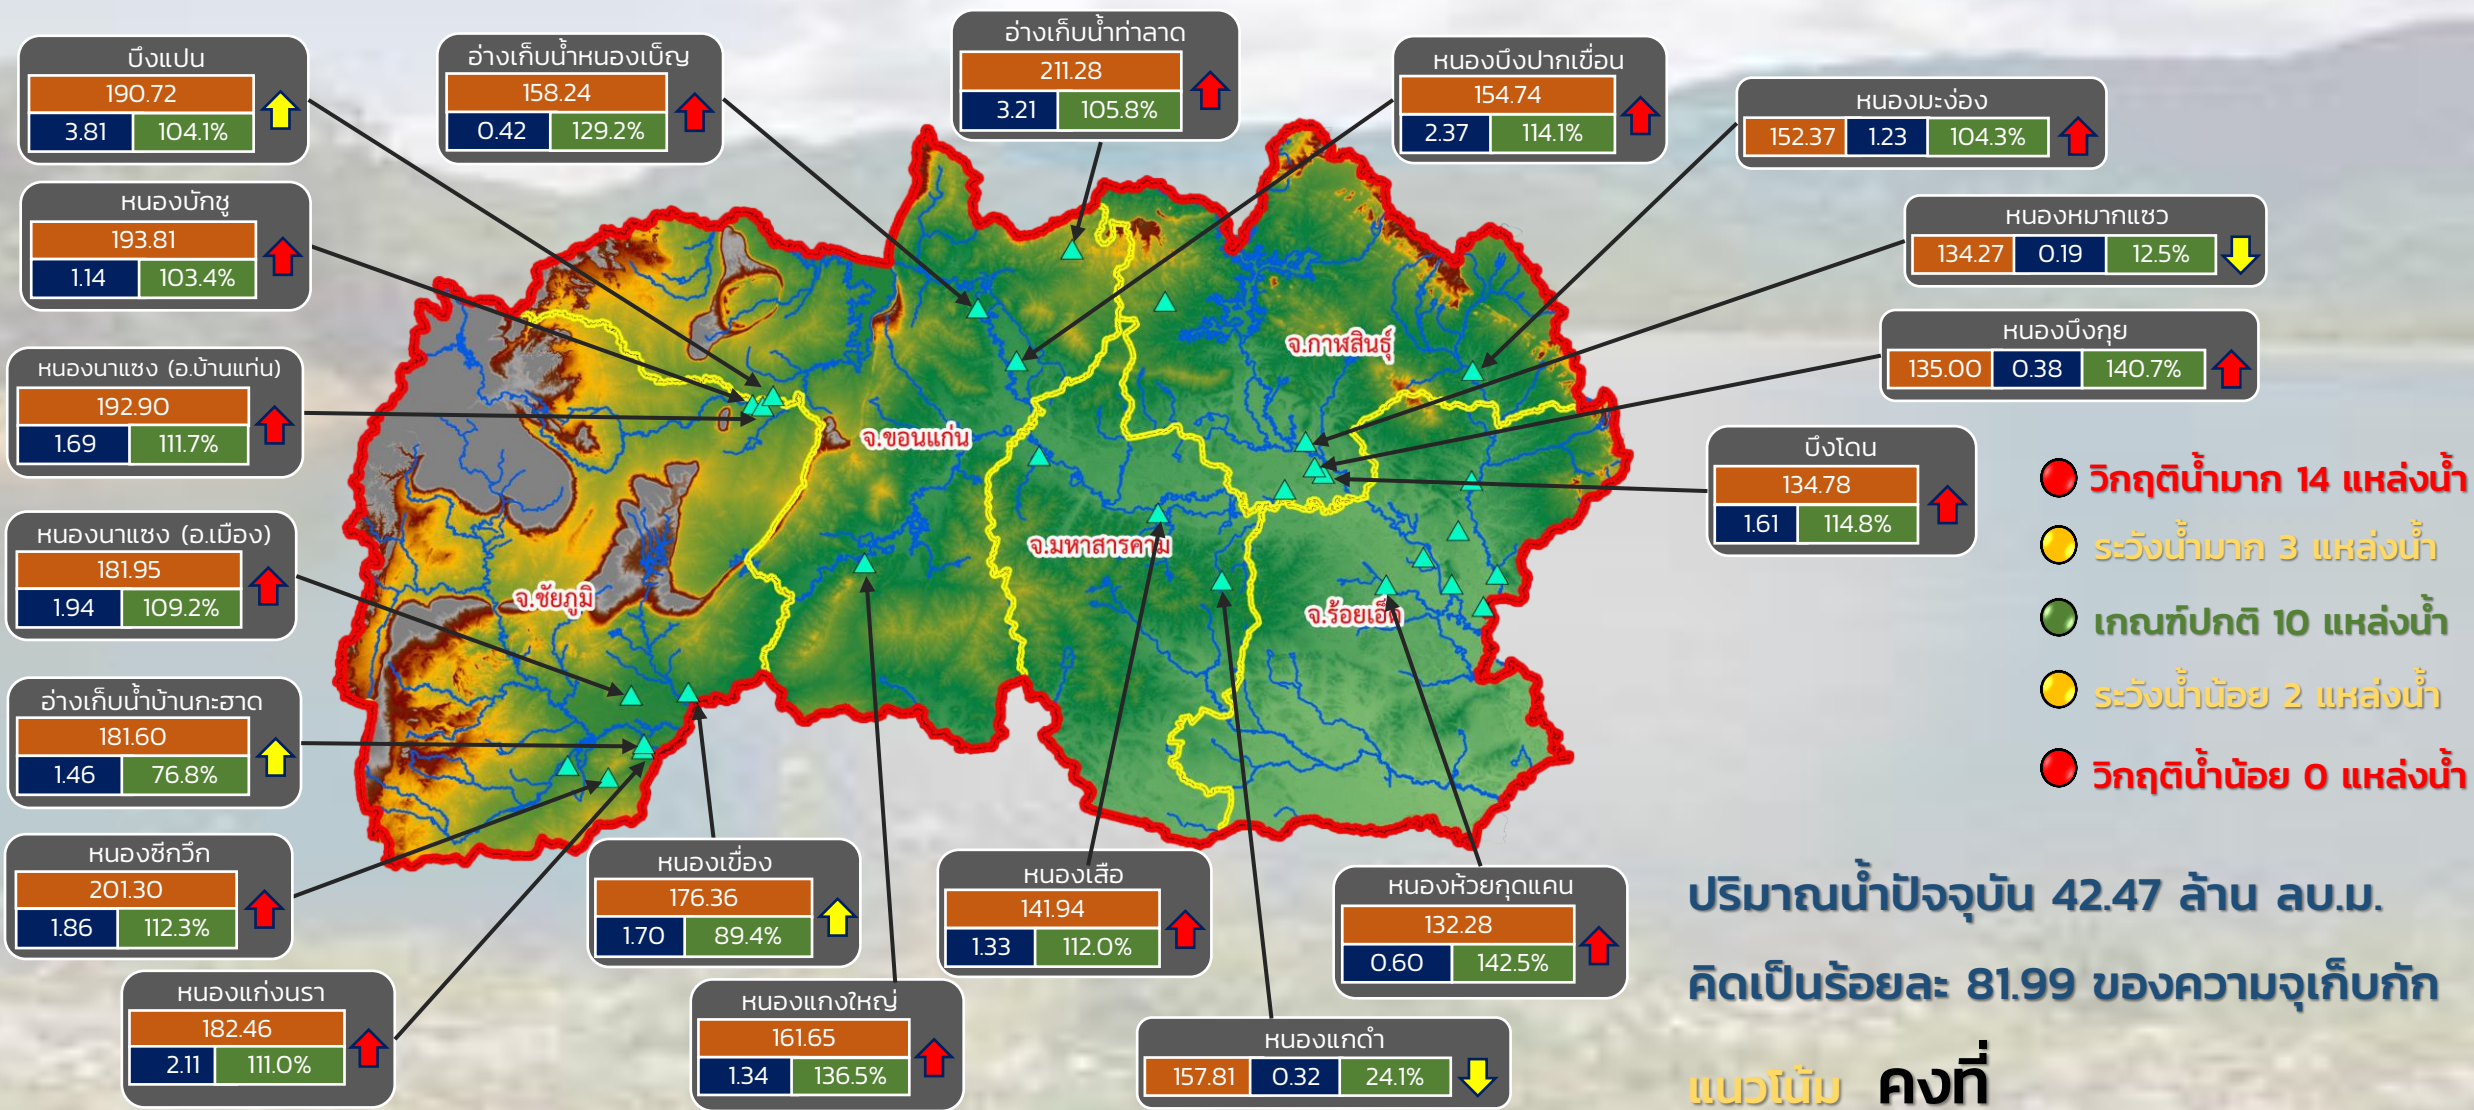 บึงแปน
190.72
3.81 104.1%
อ่างเก็บน้ำหนองเบ็ญ
158.24
0.42 129.2%
อ่างเก็บน้ำท่าลาด
211.28
3.21 105.8%
หนองบึงปากเขื่อน
154.74
2.37 114.1%
หนองมะง่อง
152.37 1.23 104.3%
หนองบักชู
193.81
1.14 103.4%
หนองหมากแซว
134.27 0.19 12.5%
หนองบึงกุย
135.00 0.38 140.7%
หนองนาแซง (อ.บ้านแท่น)
192.90
1.69 111.7%
บึงโดน
134.78
1.61 114.8%
หนองนาแซง (อ.เมือง)
181.95
1.94 109.2%
อ่างเก็บน้ำบ้านกะฮาด
181.60
1.46 76.8%
หนองซีกวึก
201.30
1.86 112.3%
หนองแก่งนรา
182.46
2.11 111.0%
หนองเขื่อง
176.36
1.70 89.4%
หนองแกงใหญ่
161.65
1.34 136.5%
หนองเสือ
141.94
1.33 112.0%
หนองแกดำ
157.81 0.32 24.1%
หนองห้วยกุดแคน
132.28
0.60 142.5%
จ.กาฬสินธุ์
จ.ขอนแก่น
จ.มหาสารคาม
จ.ชัยภูมิ
จ.ร้อยเอ็ด
วิกฤติน้ำมาก 14 แหล่งน้ำ
ระวังน้ำมาก 3 แหล่งน้ำ
เกณฑ์ปกติ 10 แหล่งน้ำ
ระวังน้ำน้อย 2 แหล่งน้ำ
วิกฤติน้ำน้อย 0 แหล่งน้ำ
ปริมาณน้ำปัจจุบัน 42.47 ล้าน ลบ.ม.
คิดเป็นร้อยละ 81.99 ของความจุเก็บกัก
แนวโน้ม คงที่